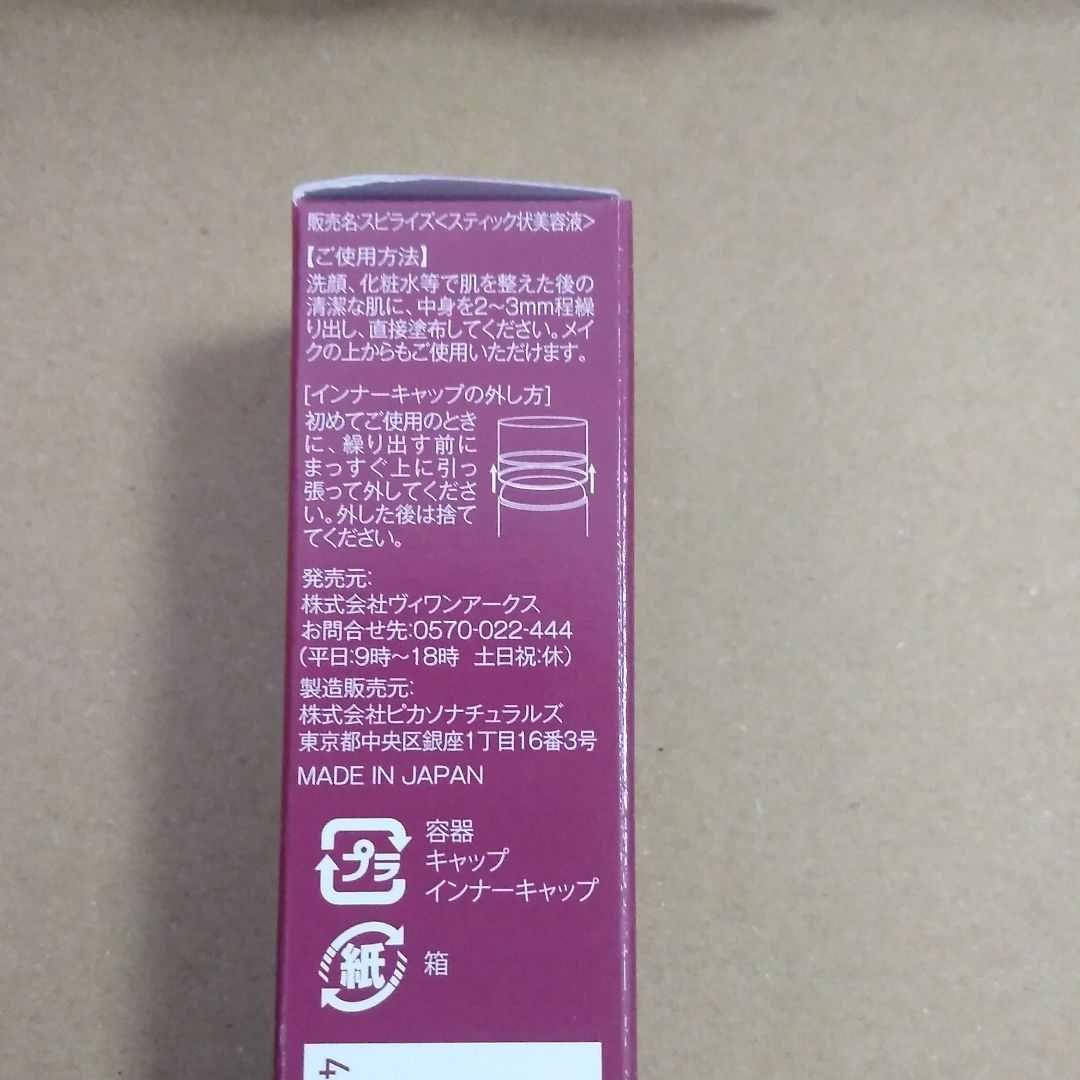 販売名:スピライズ<スティック状美容液>
【ご使用方法】
洗顔、化粧水等で肌を整えた後の
清潔な肌に、中身を2〜3mm程繰
り出し、直接塗布してください。メイ
クの上からもご使用いただけます。
[インナーキャップの外し方]
初めてご使用のとき
に、繰り出す前に
まっすぐ上に引っ
張って外してくださ
い。外した後は捨て
てください。
発売元:
株式会社ヴィワンアークス
お問合せ先:0570-022-444
(平日:9時〜18時 土日祝:休)
製造販売元:
株式会社ピカソナチュラルズ
東京都中央区銀座1丁目16番3号
MADE IN JAPAN
プラ
容器
キャップ
インナーキャップ
紙
箱
4